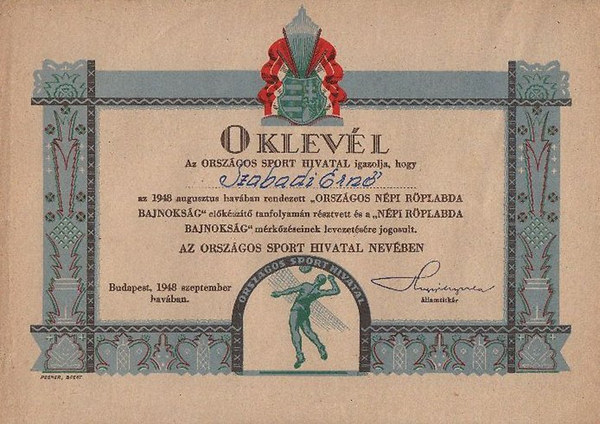 OKLEVÉL
Az ORSZÁGOS SPORT HIVATAL igazolja, hogy
Szabadi Ernő
az 1948 augusztus havában rendezett „ORSZÁGOS NÉPI RÖPLABDA
BAJNOKSÁG“ előkészítő tanfolyamán résztvett és a „NÉPI RÖPLABDA
BAJNOKSÁG“ mérkőzéseinek levezetésére jogosult.
AZ ORSZÁGOS SPORT HIVATAL NEVÉBEN
Budapest, 1948 szeptember
havában.
államtitkár
ORSZÁGOS SPORT HIVATAL